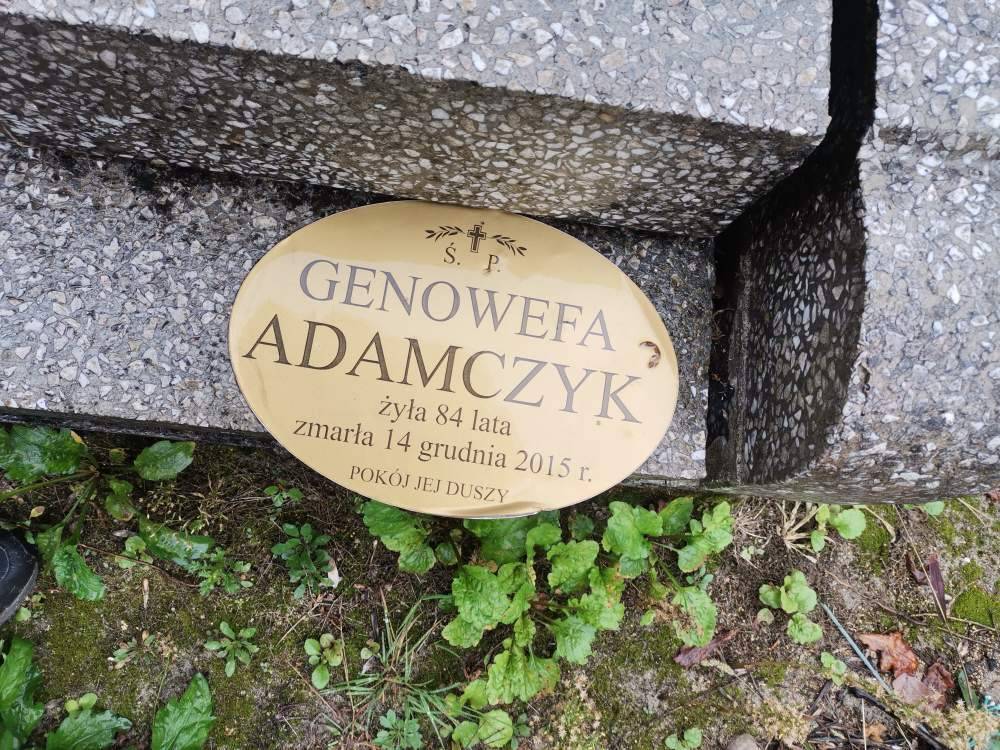 Ś. P.
GENOWEFA
ADAMCZYK
żyła 84 lata
zmarła 14 grudnia 2015 r.
POKÓJ JEJ DUSZY